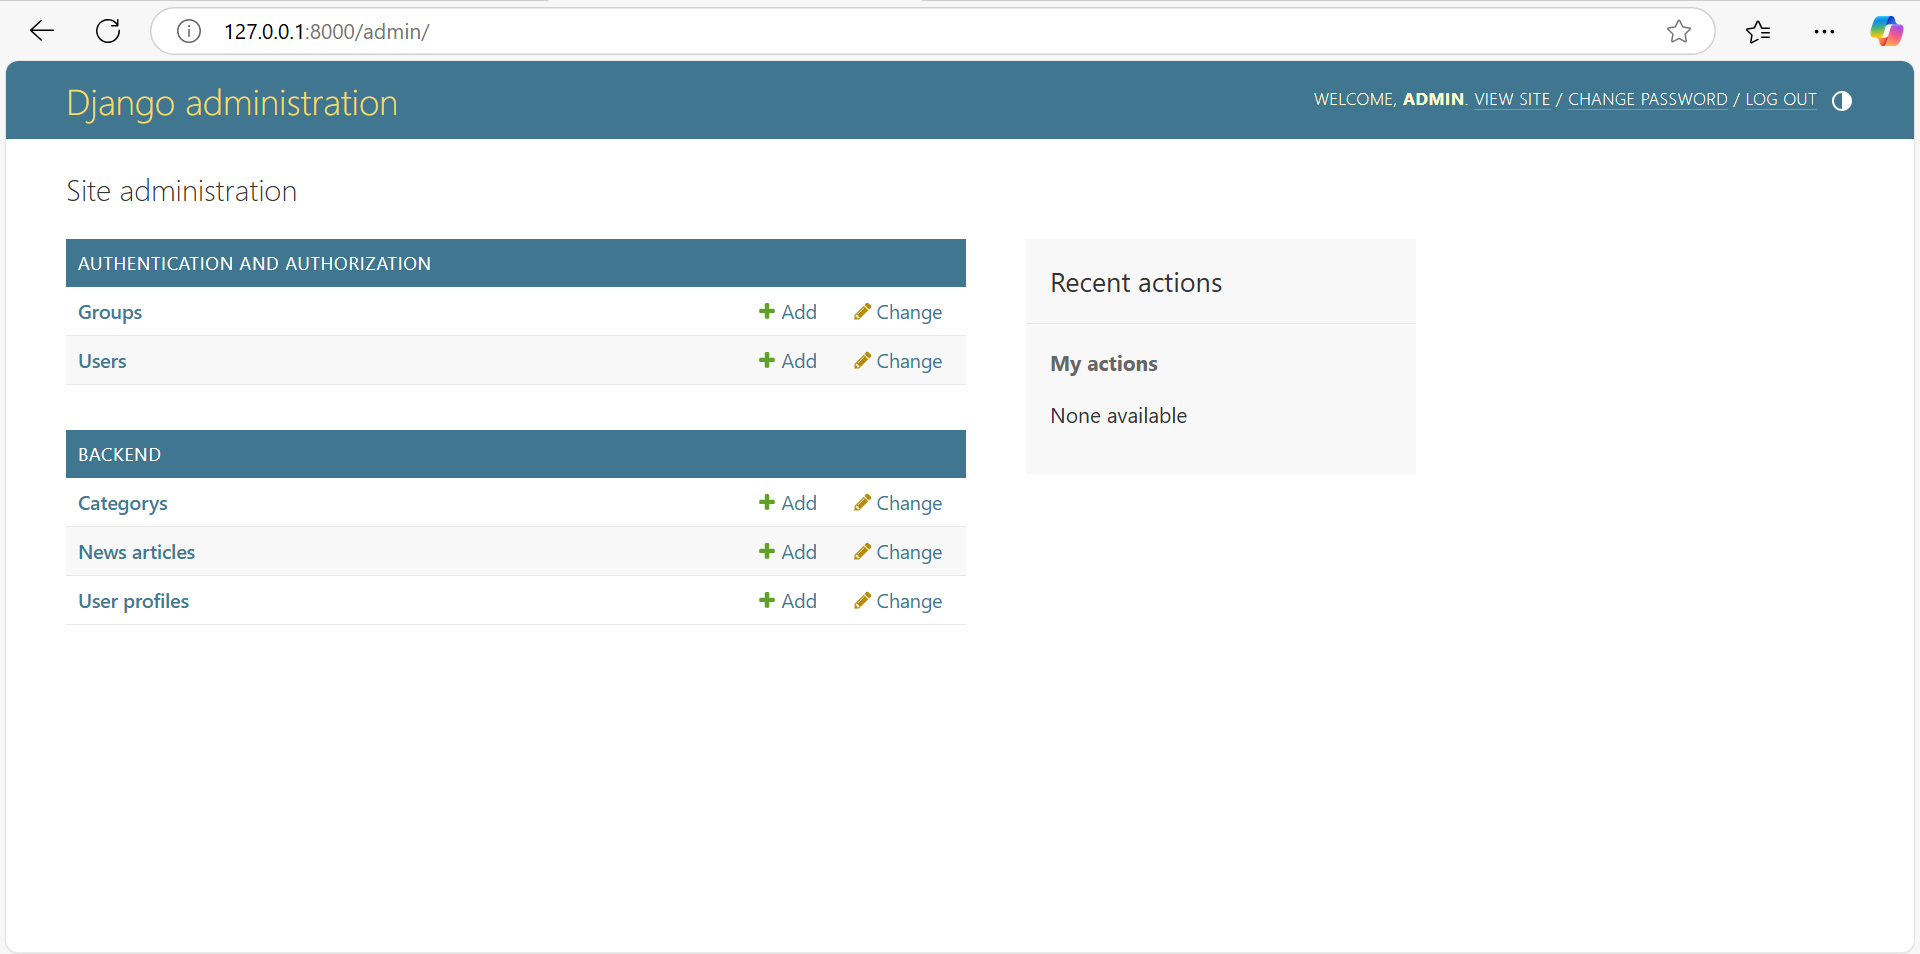 127.0.0.1:8000/admin/
Django administration
WELCOME, ADMIN. VIEW SITE / CHANGE PASSWORD / LOG OUT
Site administration
AUTHENTICATION AND AUTHORIZATION
Groups Add Change
Users Add Change
BACKEND
Categorys Add Change
News articles Add Change
User profiles Add Change
Recent actions
My actions
None available